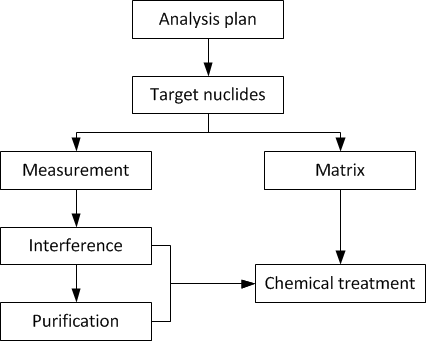 Analysis plan
Target nuclides
Measurement
Matrix
Interference
Chemical treatment
Purification